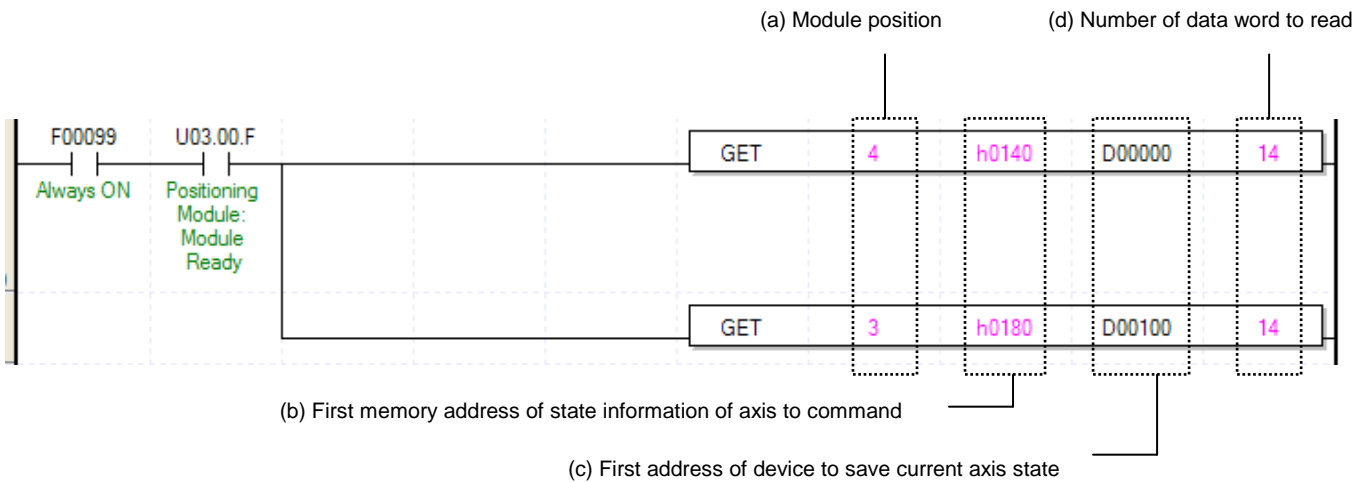 (a) Module position
(d) Number of data word to read
F00099
U03.00.F
GET 4 h0140 D00000 14
Always ON
Positioning
Module:
Module
Ready
GET 3 h0180 D00100 14
(b) First memory address of state information of axis to command
(c) First address of device to save current axis state